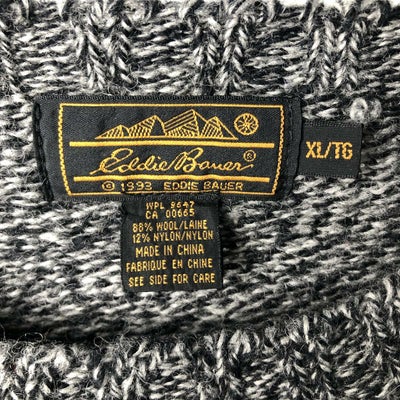 Eddie Bauer®
© 1993 EDDIE BAUER
XL/TG
WPL 9647
CA 00665
88% WOOL/LAINE
12% NYLON/NYLON
MADE IN CHINA
FABRIQUE EN CHINE
SEE SIDE FOR CARE